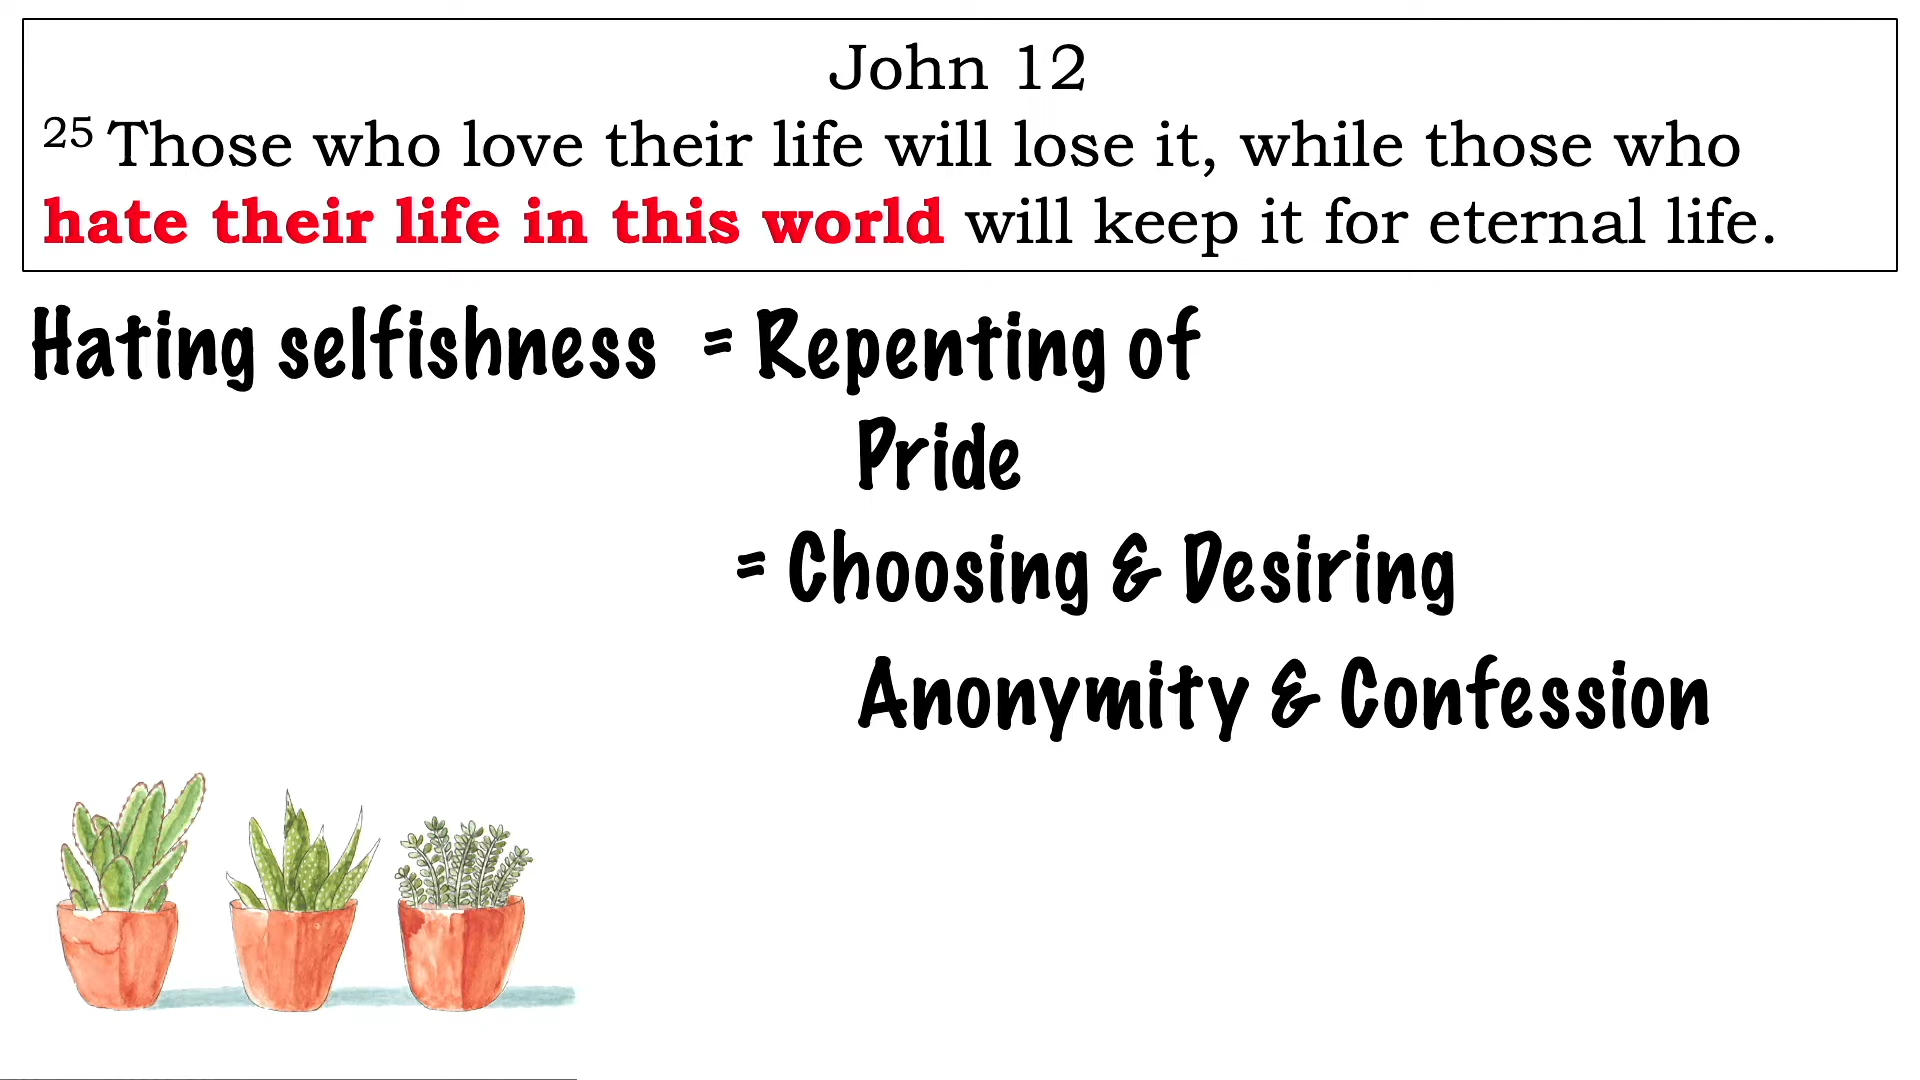 John 12
25 Those who love their life will lose it, while those who
hate their life in this world will keep it for eternal life.
Hating selfishness = Repenting of
Pride
= Choosing & Desiring
Anonymity & Confession